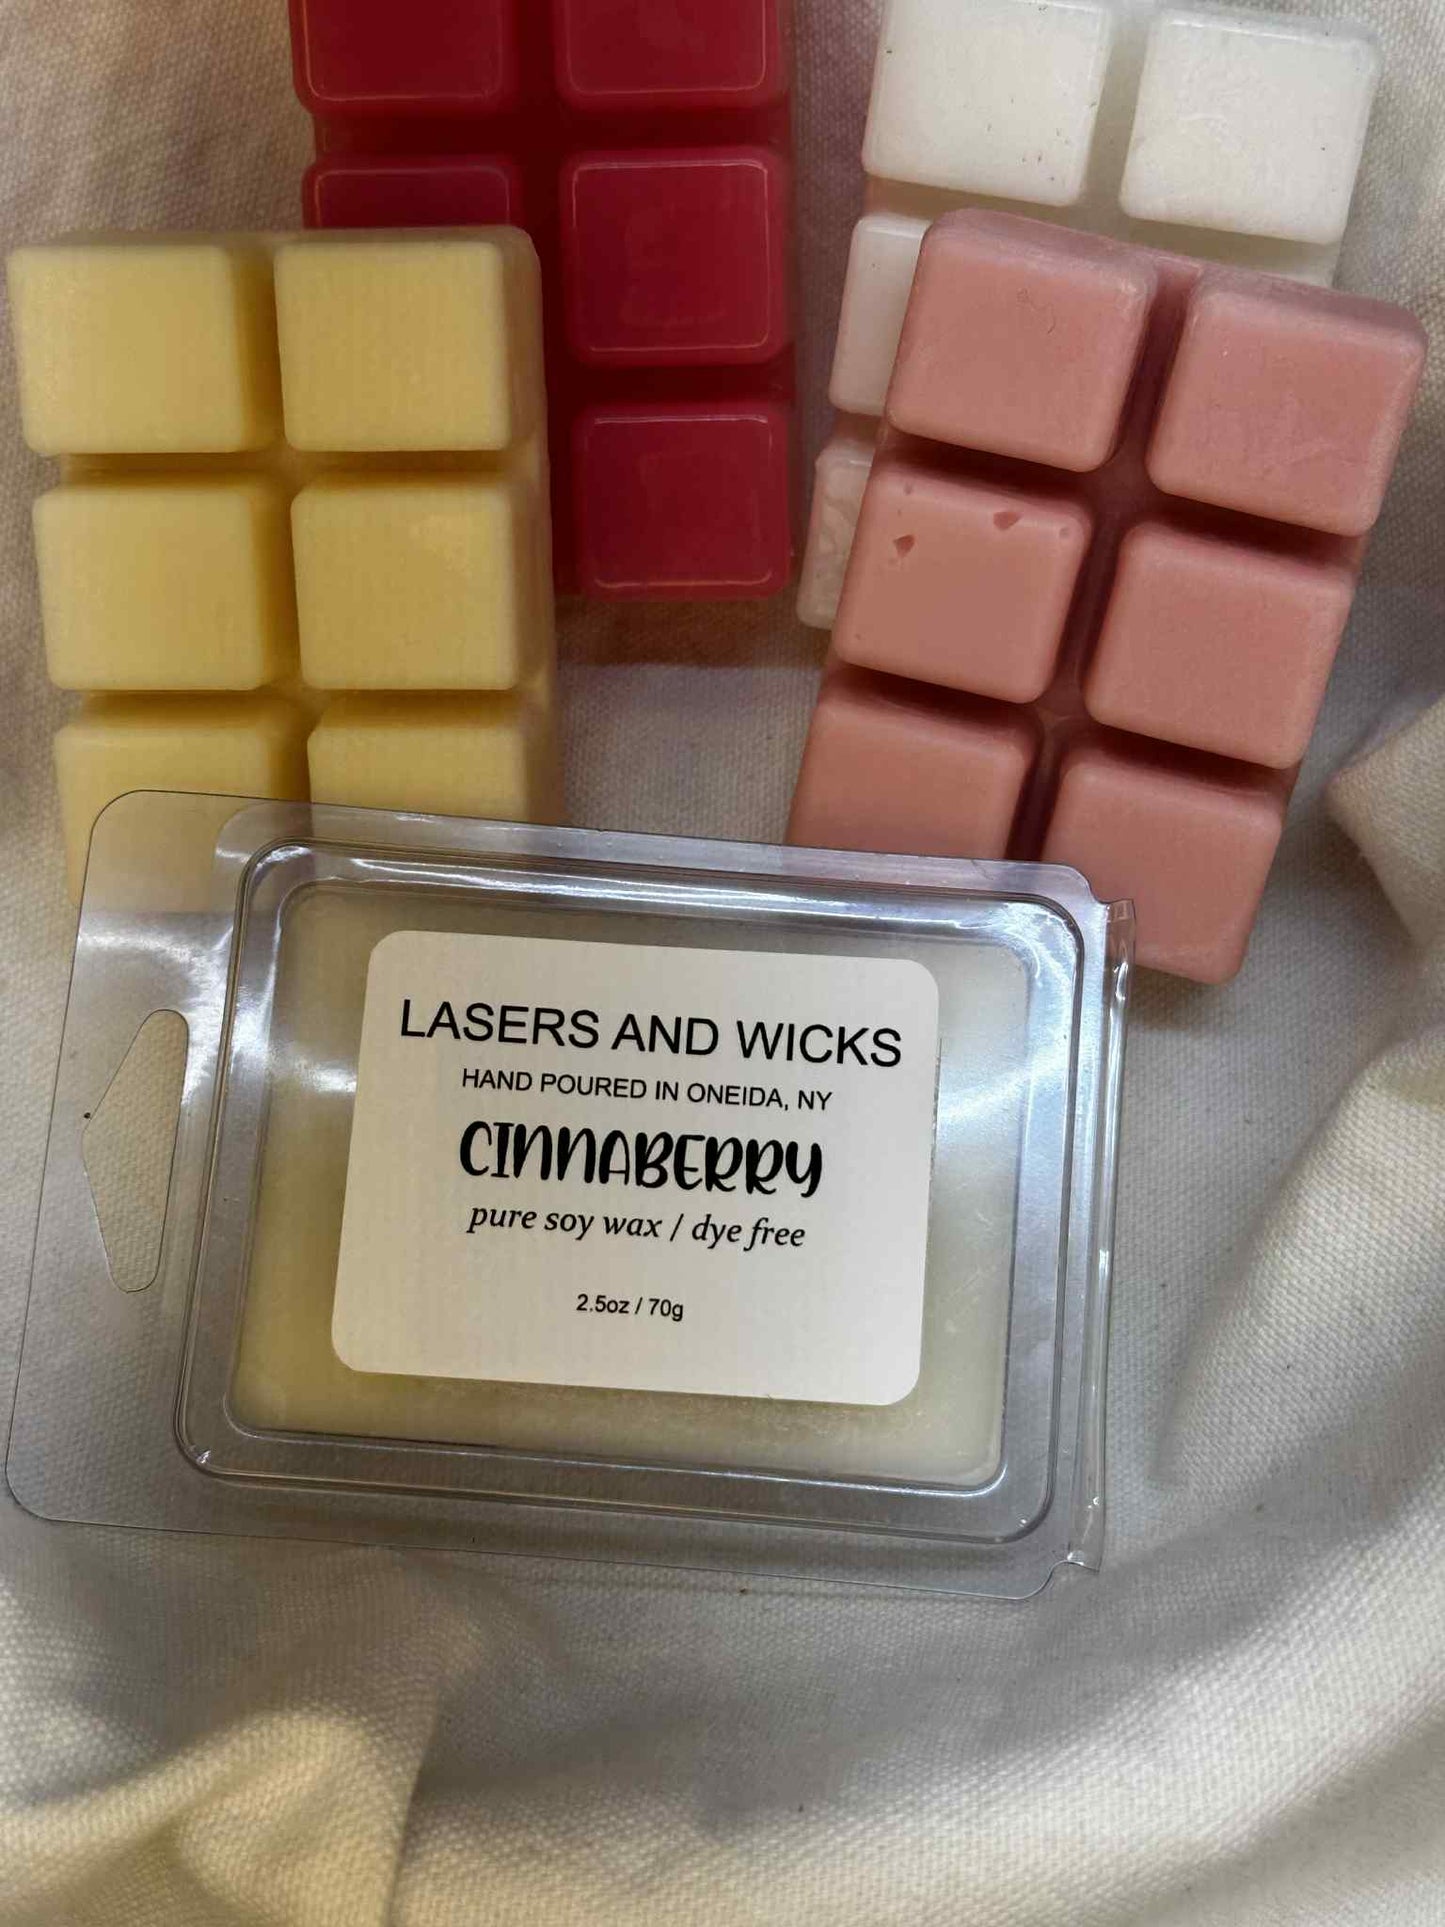 LASERS AND WICKS
HAND POURED IN ONEIDA, NY
CINNABERRY
pure soy wax / dye free
2.5oz / 70g